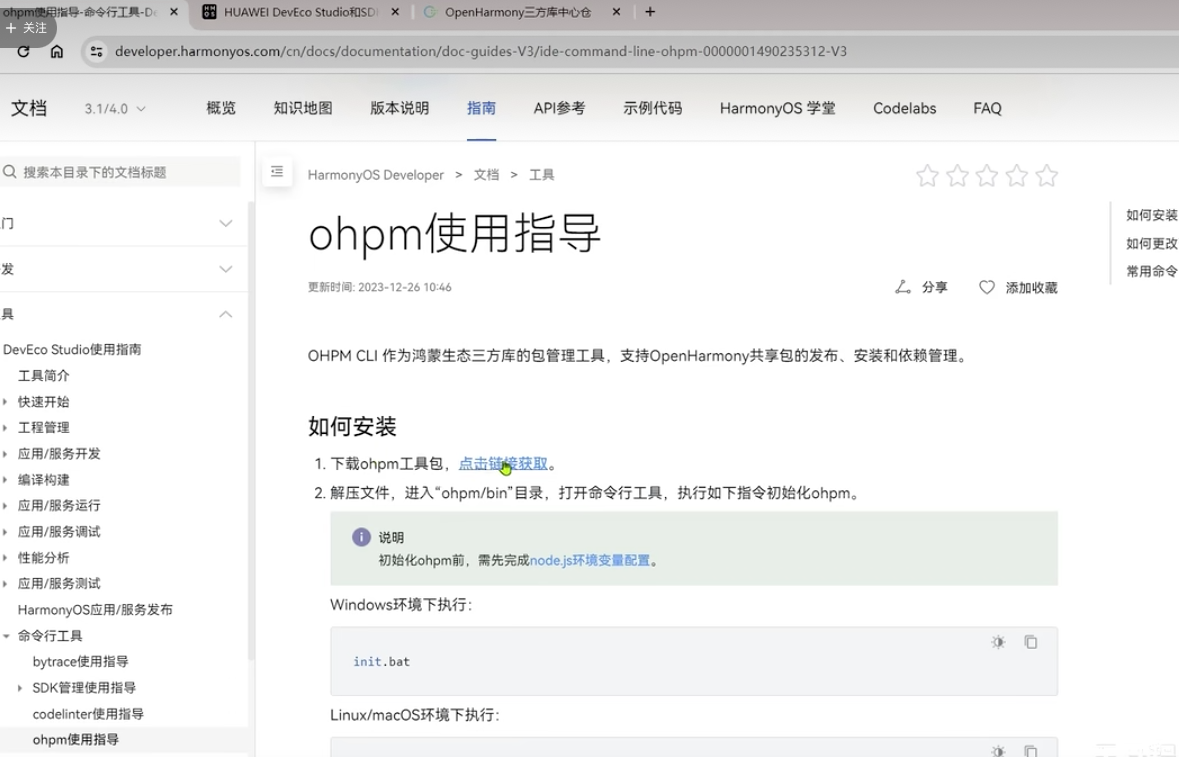 ohpm使用指导-命令行工具-De
HUAWEI DevEco Studio和SDK
OpenHarmony三方库中心仓
+ 关注
developer.harmonyos.com/cn/docs/documentation/doc-guides-V3/ide-command-line-ohpm-0000001490235312-V3
文档 3.1/4.0 概览 知识地图 版本说明 指南 API参考 示例代码 HarmonyOS 学堂 Codelabs FAQ
搜索本目录下的文档标题
门
发
具
DevEco Studio使用指南
工具简介
快速开始
工程管理
应用/服务开发
编译构建
应用/服务运行
应用/服务调试
性能分析
应用/服务测试
HarmonyOS应用/服务发布
命令行工具
bytrace使用指导
SDK管理使用指导
codelinter使用指导
ohpm使用指导
HarmonyOS Developer > 文档 > 工具
ohpm使用指导
更新时间: 2023-12-26 10:46
分享 添加收藏
OHPM CLI 作为鸿蒙生态三方库的包管理工具，支持OpenHarmony共享包的发布、安装和依赖管理。
如何安装
1. 下载ohpm工具包，点击链接获取。
2. 解压文件，进入“ohpm/bin”目录，打开命令行工具，执行如下指令初始化ohpm。
说明
初始化ohpm前，需先完成node.js环境变量配置。
Windows环境下执行：
init.bat
Linux/macOS环境下执行：
如何安装
如何更改
常用命令